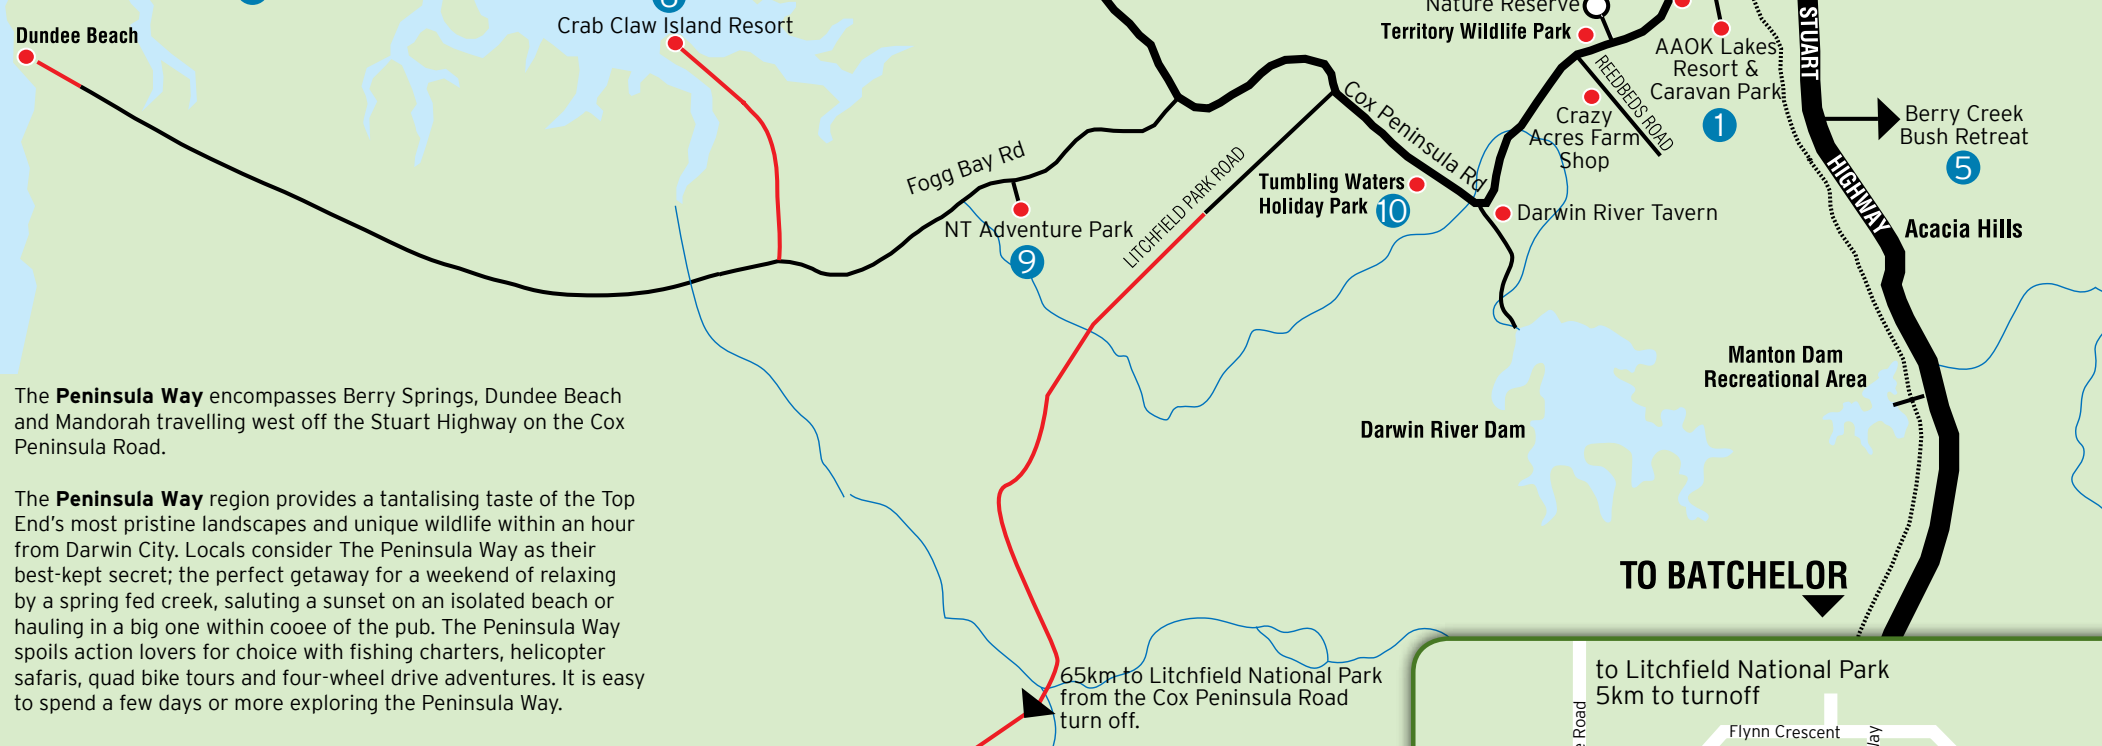 Dundee Beach
8
Crab Claw Island Resort
Nature Reserve
Territory Wildlife Park
AAOK Lakes
Resort &
Caravan Park
1
STUART
HIGHWAY
REEDBEDS ROAD
Crazy
Acres Farm
Shop
Berry Creek
Bush Retreat
5
Cox Peninsula Rd
Fogg Bay Rd
LITCHFIELD PARK ROAD
Tumbling Waters
Holiday Park
10
Darwin River Tavern
NT Adventure Park
9
Acacia Hills
Manton Dam
Recreational Area
Darwin River Dam
The Peninsula Way encompasses Berry Springs, Dundee Beach
and Mandorah travelling west off the Stuart Highway on the Cox
Peninsula Road.
The Peninsula Way region provides a tantalising taste of the Top
End's most pristine landscapes and unique wildlife within an hour
from Darwin City. Locals consider The Peninsula Way as their
best-kept secret; the perfect getaway for a weekend of relaxing
by a spring fed creek, saluting a sunset on an isolated beach or
hauling in a big one within cooee of the pub. The Peninsula Way
spoils action lovers for choice with fishing charters, helicopter
safaris, quad bike tours and four-wheel drive adventures. It is easy
to spend a few days or more exploring the Peninsula Way.
TO BATCHELOR
65km to Litchfield National Park
from the Cox Peninsula Road
turn off.
to Litchfield National Park
5km to turnoff
Road
Flynn Crescent